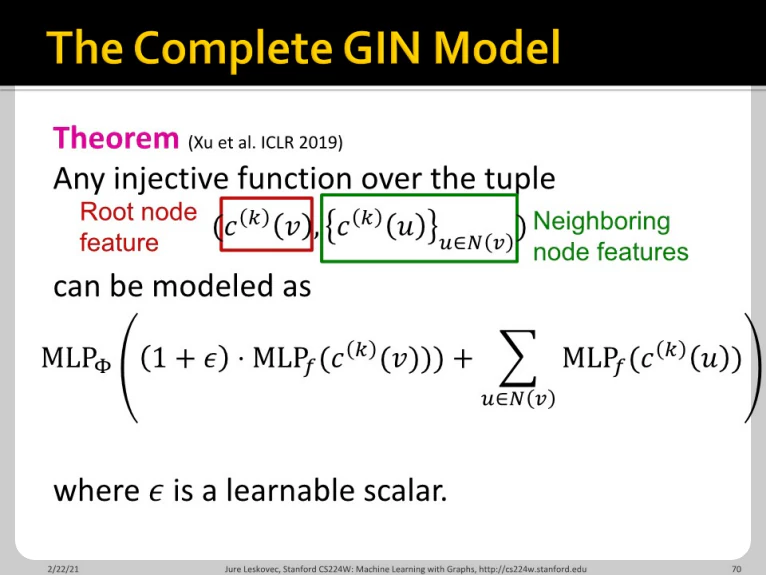 The Complete GIN Model
Theorem (Xu et al. ICLR 2019)
Any injective function over the tuple
Root node feature
(c^(k)(v), {c^(k)(u)}_{u∈N(v)})
Neighboring node features
can be modeled as
MLP_Φ ( (1 + ϵ) · MLP_f(c^(k)(v))) + ∑_{u∈N(v)} MLP_f(c^(k)(u)) )
where ϵ is a learnable scalar.
2/22/21
Jure Leskovec, Stanford CS224W: Machine Learning with Graphs, http://cs224w.stanford.edu
70